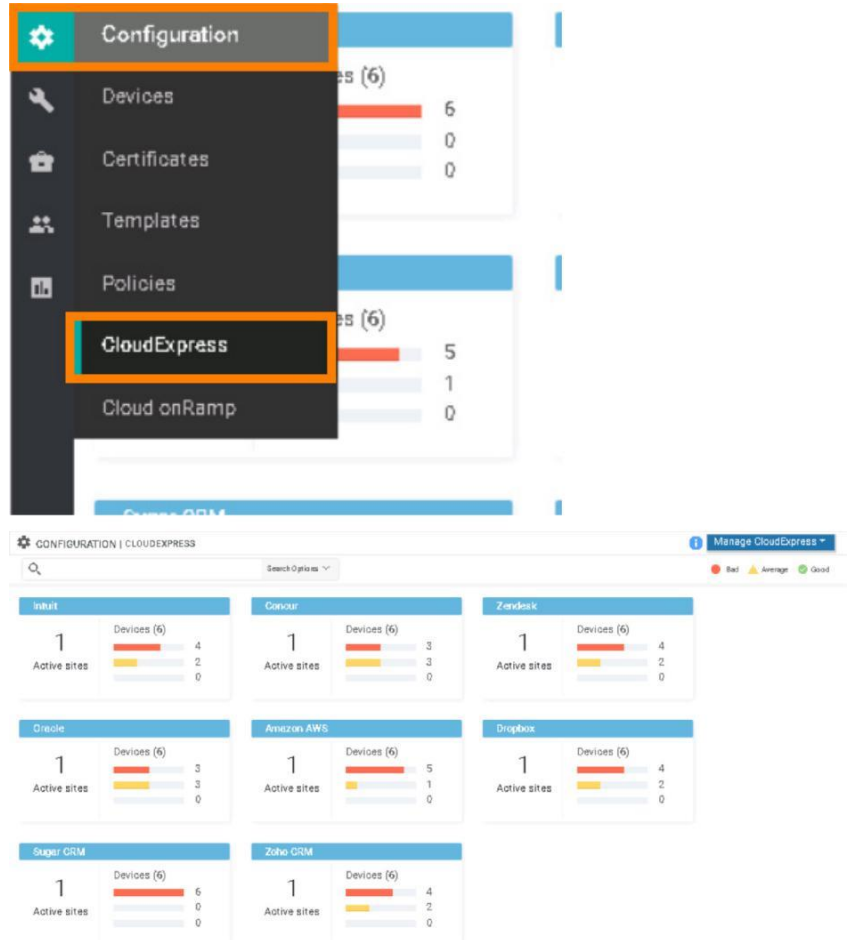 Configuration
es (6)
Devices
6
0
Certificates
0
Templates
Policies
es (6)
CloudExpress
5
1
Cloud onRamp
0
CONFIGURATION | CLOUDEXPRESS
Manage CloudExpress
Search Options
Bad Average Good
Intuit Concur Zendesk
Devices (6) Devices (6) Devices (6)
1 4 1 3 1 4
2 3 2
Active sites Active sites Active sites
0 0 0
Oracle Amazon AWS Dropbox
Devices (6) Devices (6) Devices (6)
1 3 1 5 1 4
3 1 2
Active sites Active sites Active sites
0 0 0
Sugar CRM Zoho CRM
Devices (6) Devices (6)
1 6 1 4
0 2
Active sites Active sites
0 0